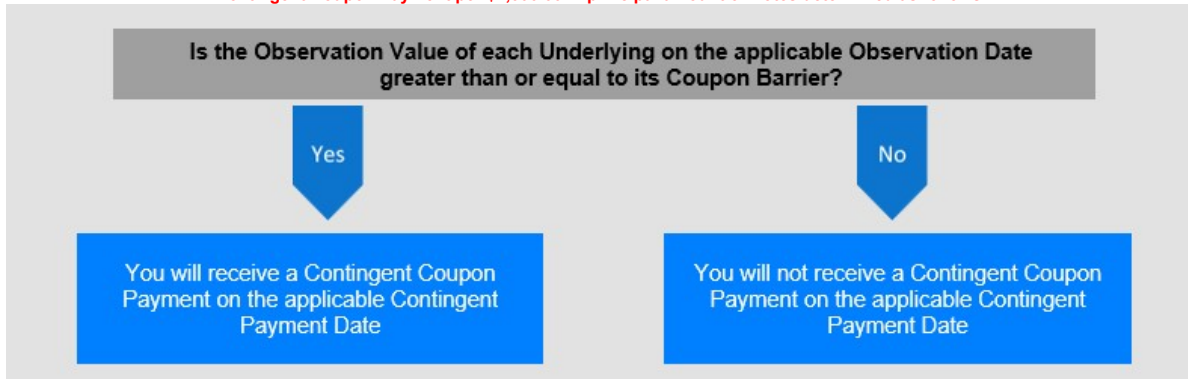 Is the Observation Value of each Underlying on the applicable Observation Date
greater than or equal to its Coupon Barrier?
Yes
No
You will receive a Contingent Coupon
Payment on the applicable Contingent
Payment Date
You will not receive a Contingent Coupon
Payment on the applicable Contingent
Payment Date